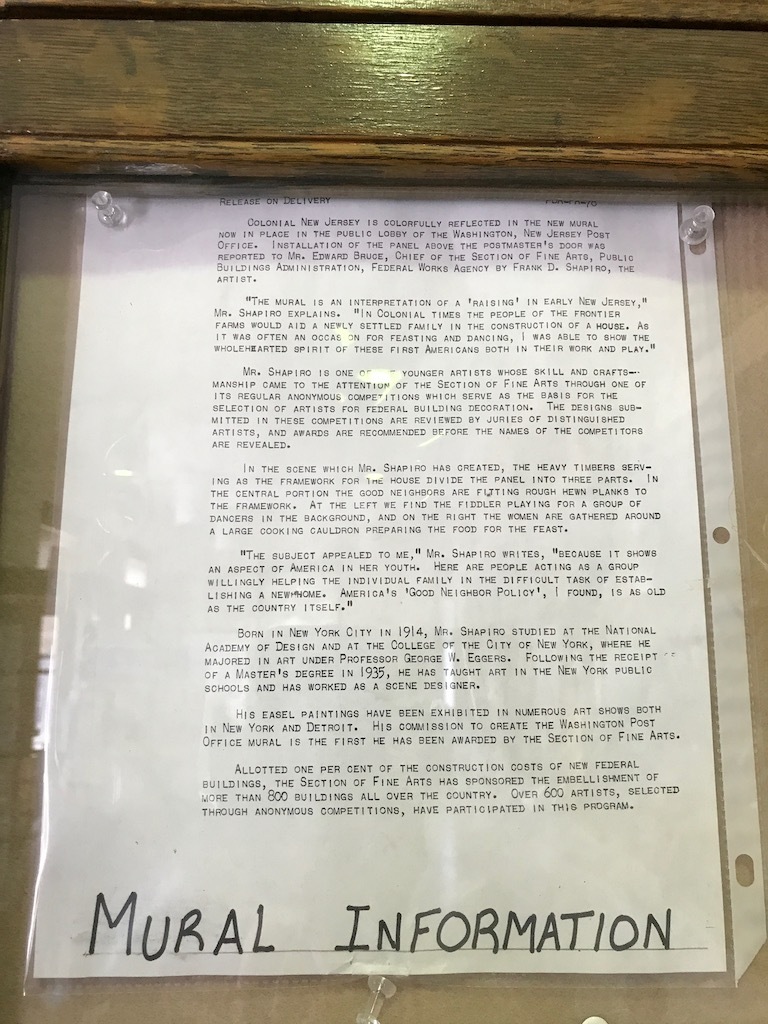 RELEASE ON DELIVERY
COLONIAL NEW JERSEY IS COLORFULLY REFLECTED IN THE NEW MURAL
NOW IN PLACE IN THE PUBLIC LOBBY OF THE WASHINGTON, NEW JERSEY POST
OFFICE. INSTALLATION OF THE PANEL ABOVE THE POSTMASTER'S DOOR WAS
REPORTED TO MR. EDWARD BRUCE, CHIEF OF THE SECTION OF FINE ARTS, PUBLIC
BUILDINGS ADMINISTRATION, FEDERAL WORKS AGENCY BY FRANK D. SHAPIRO, THE
ARTIST.
"THE MURAL IS AN INTERPRETATION OF A 'RAISING' IN EARLY NEW JERSEY,"
MR. SHAPIRO EXPLAINS. "IN COLONIAL TIMES THE PEOPLE OF THE FRONTIER
FARMS WOULD AID A NEWLY SETTLED FAMILY IN THE CONSTRUCTION OF A HOUSE. AS
IT WAS OFTEN AN OCCASION FOR FEASTING AND DANCING, I WAS ABLE TO SHOW THE
WHOLEHEARTED SPIRIT OF THESE FIRST AMERICANS BOTH IN THEIR WORK AND PLAY."
MR. SHAPIRO IS ONE YOUNGER ARTISTS WHOSE SKILL AND CRAFTS-
MANSHIP CAME TO THE ATTENTION OF THE SECTION OF FINE ARTS THROUGH ONE OF
ITS REGULAR ANONYMOUS COMPETITIONS WHICH SERVE AS THE BASIS FOR THE
SELECTION OF ARTISTS FOR FEDERAL BUILDING DECORATION. THE DESIGNS SUB-
MITTED IN THESE COMPETITIONS ARE REVIEWED BY JURIES OF DISTINGUISHED
ARTISTS, AND AWARDS ARE RECOMMENDED BEFORE THE NAMES OF THE COMPETITORS
ARE REVEALED.
IN THE SCENE WHICH MR. SHAPIRO HAS CREATED, THE HEAVY TIMBERS SERV-
ING AS THE FRAMEWORK FOR THE HOUSE DIVIDE THE PANEL INTO THREE PARTS. IN
THE CENTRAL PORTION THE GOOD NEIGHBORS ARE FITTING ROUGH HEWN PLANKS TO
THE FRAMEWORK. AT THE LEFT WE FIND THE FIDDLER PLAYING FOR A GROUP OF
DANCERS IN THE BACKGROUND, AND ON THE RIGHT THE WOMEN ARE GATHERED AROUND
A LARGE COOKING CAULDRON PREPARING THE FOOD FOR THE FEAST.
"THE SUBJECT APPEALED TO ME," MR. SHAPIRO WRITES, "BECAUSE IT SHOWS
AN ASPECT OF AMERICA IN HER YOUTH. HERE ARE PEOPLE ACTING AS A GROUP
WILLINGLY HELPING THE INDIVIDUAL FAMILY IN THE DIFFICULT TASK OF ESTAB-
LISHING A NEW HOME. AMERICA'S 'GOOD NEIGHBOR POLICY', I FOUND, IS AS OLD
AS THE COUNTRY ITSELF."
BORN IN NEW YORK CITY IN 1914, MR. SHAPIRO STUDIED AT THE NATIONAL
ACADEMY OF DESIGN AND AT THE COLLEGE OF THE CITY OF NEW YORK, WHERE HE
MAJORED IN ART UNDER PROFESSOR GEORGE W. EGGERS. FOLLOWING THE RECEIPT
OF A MASTER'S DEGREE IN 1935, HE HAS TAUGHT ART IN THE NEW YORK PUBLIC
SCHOOLS AND HAS WORKED AS A SCENE DESIGNER.
HIS EASEL PAINTINGS HAVE BEEN EXHIBITED IN NUMEROUS ART SHOWS BOTH
IN NEW YORK AND DETROIT. HIS COMMISSION TO CREATE THE WASHINGTON POST
OFFICE MURAL IS THE FIRST HE HAS BEEN AWARDED BY THE SECTION OF FINE ARTS.
ALLOTTED ONE PER CENT OF THE CONSTRUCTION COSTS OF NEW FEDERAL
BUILDINGS, THE SECTION OF FINE ARTS HAS SPONSORED THE EMBELLISHMENT OF
MORE THAN 800 BUILDINGS ALL OVER THE COUNTRY. OVER 600 ARTISTS, SELECTED
THROUGH ANONYMOUS COMPETITIONS, HAVE PARTICIPATED IN THIS PROGRAM.
MURAL INFORMATION